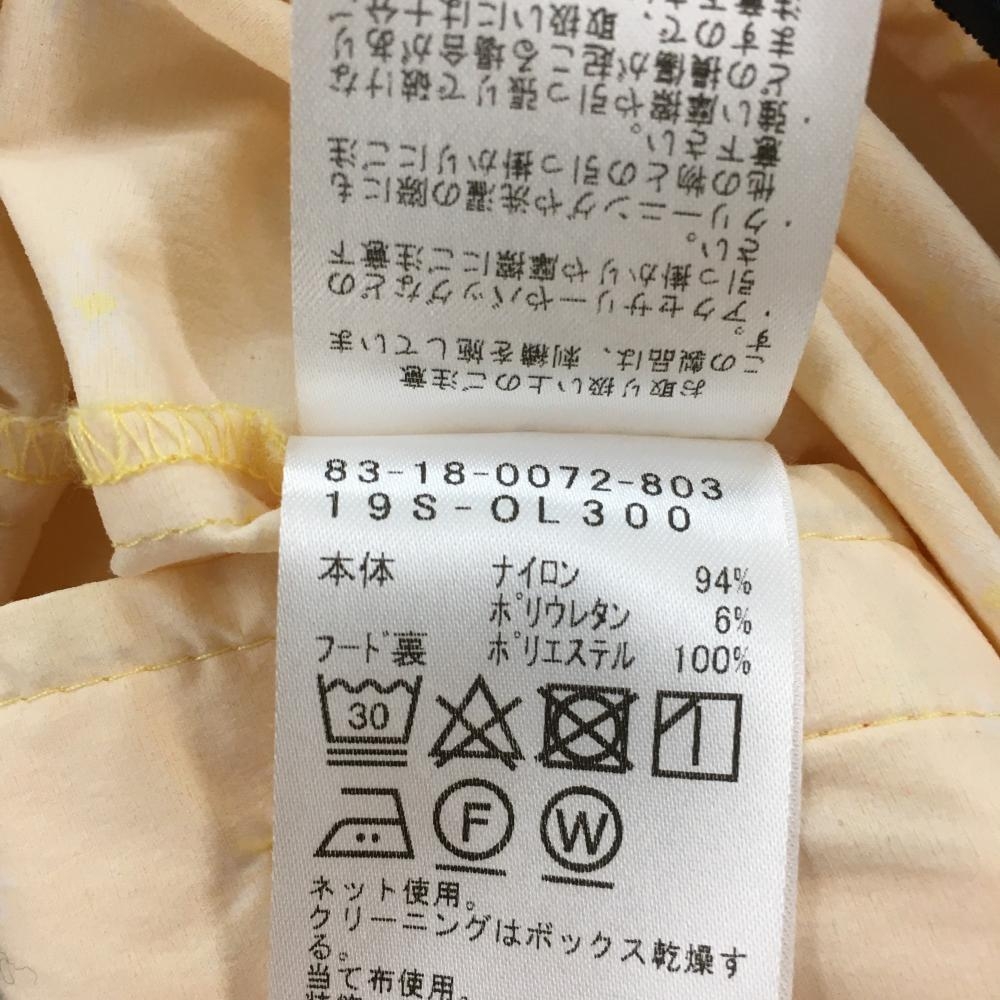 お取り扱い上のご注意
この製品は、刺繍を施していま
す。
・アクセサリーやバッグなどの
引っ掛かりや摩擦にご注意下
さい。
・クリーニングや洗濯の際にも
他の物との引っ掛かりにご注
意下さい。
・強い摩擦や引っ張りで破けな
どの損傷が起こる場合があり
ますので、取扱いには十分
83-18-0072-803
19S-OL300
本体 ナイロン 94%
ポリウレタン 6%
フード裏 ポリエステル 100%
30
F W
ネット使用。
クリーニングはボックス乾燥す
る。
当て布使用。